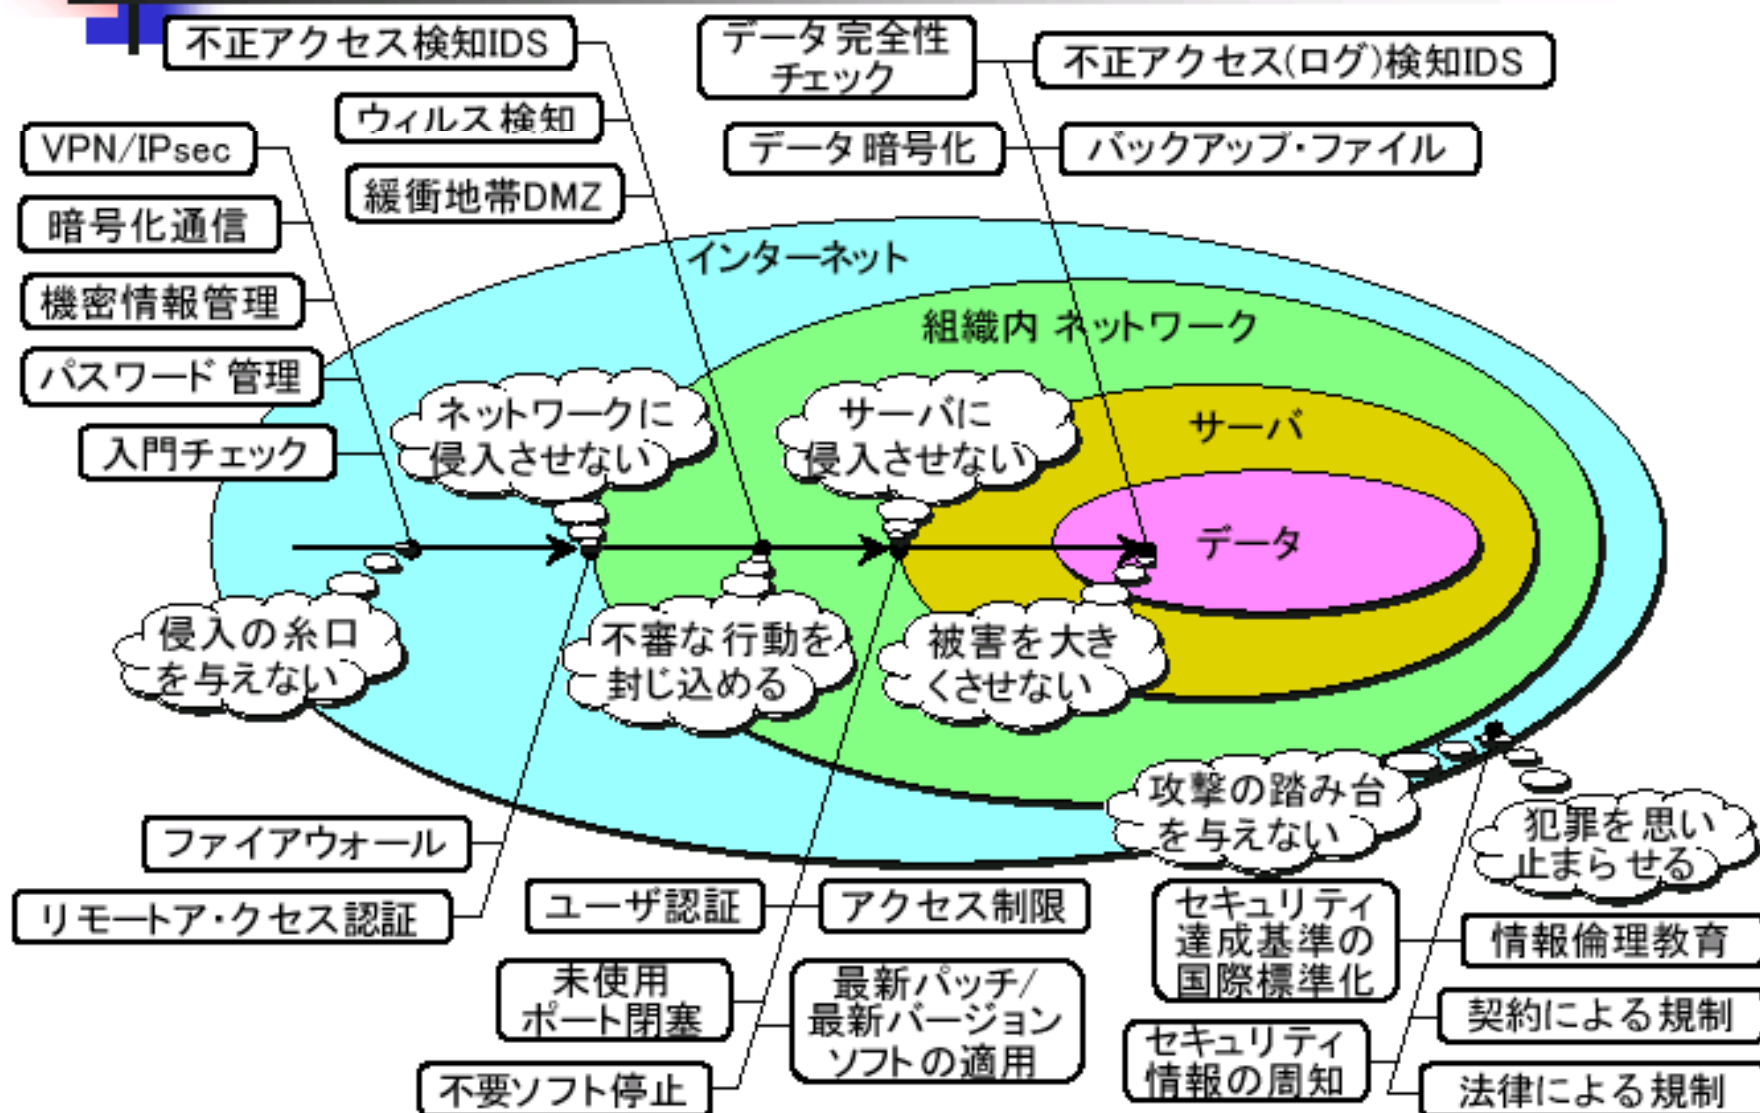 不正アクセス検知IDS
データ完全性
チェック
不正アクセス(ログ)検知IDS
ウィルス検知
VPN/IPsec
データ暗号化
バックアップ・ファイル
緩衝地帯DMZ
暗号化通信
インターネット
機密情報管理
組織内ネットワーク
パスワード管理
ネットワークに
侵入させない
サーバに
侵入させない
サーバ
入門チェック
データ
侵入の糸口
を与えない
不審な行動を
封じ込める
被害を大き
くさせない
攻撃の踏み台
を与えない
犯罪を思い
止まらせる
ファイアウォール
リモートア・クセス認証
ユーザ認証
アクセス制限
セキュリティ
達成基準の
国際標準化
情報倫理教育
未使用
ポート閉塞
最新パッチ/
最新バージョン
ソフトの適用
契約による規制
セキュリティ
情報の周知
不要ソフト停止
法律による規制